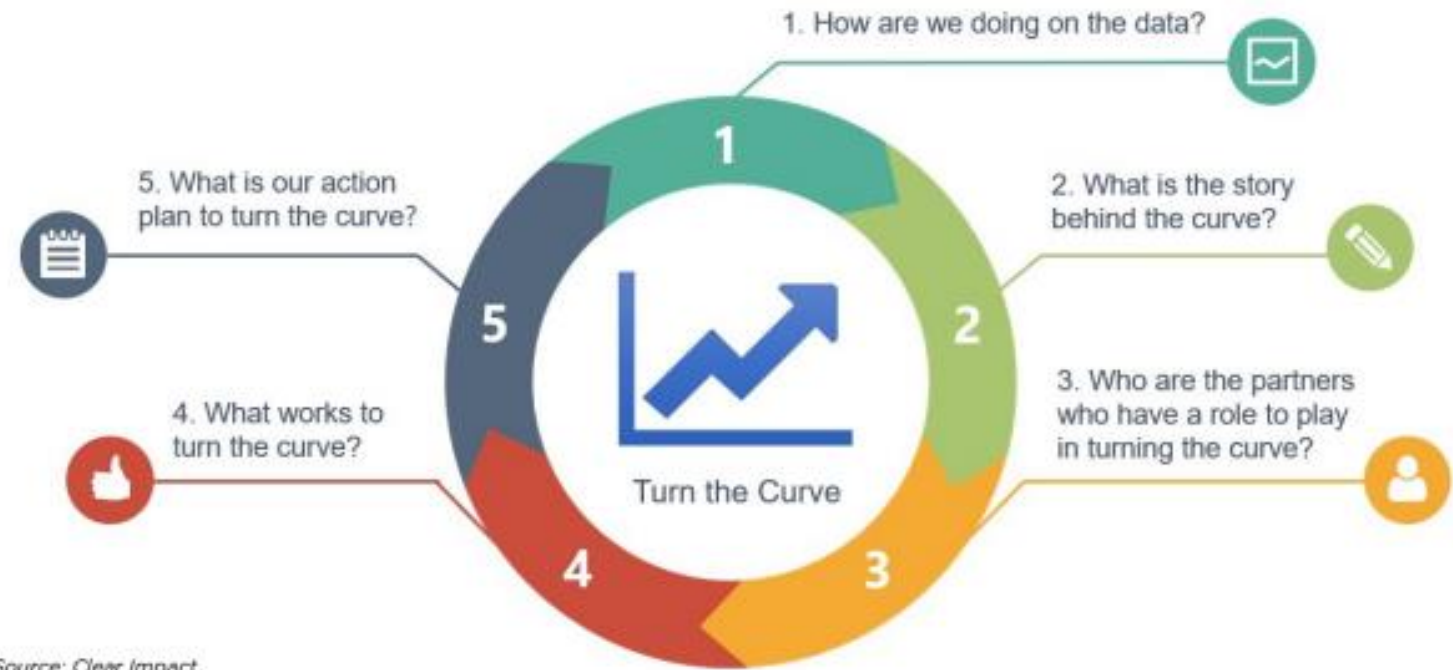 1. How are we doing on the data?
1
2. What is the story
behind the curve?
2
3. Who are the partners
who have a role to play
in turning the curve?
3
4. What works to
turn the curve?
4
5. What is our action
plan to turn the curve?
5
Turn the Curve
Source: Clear Impact